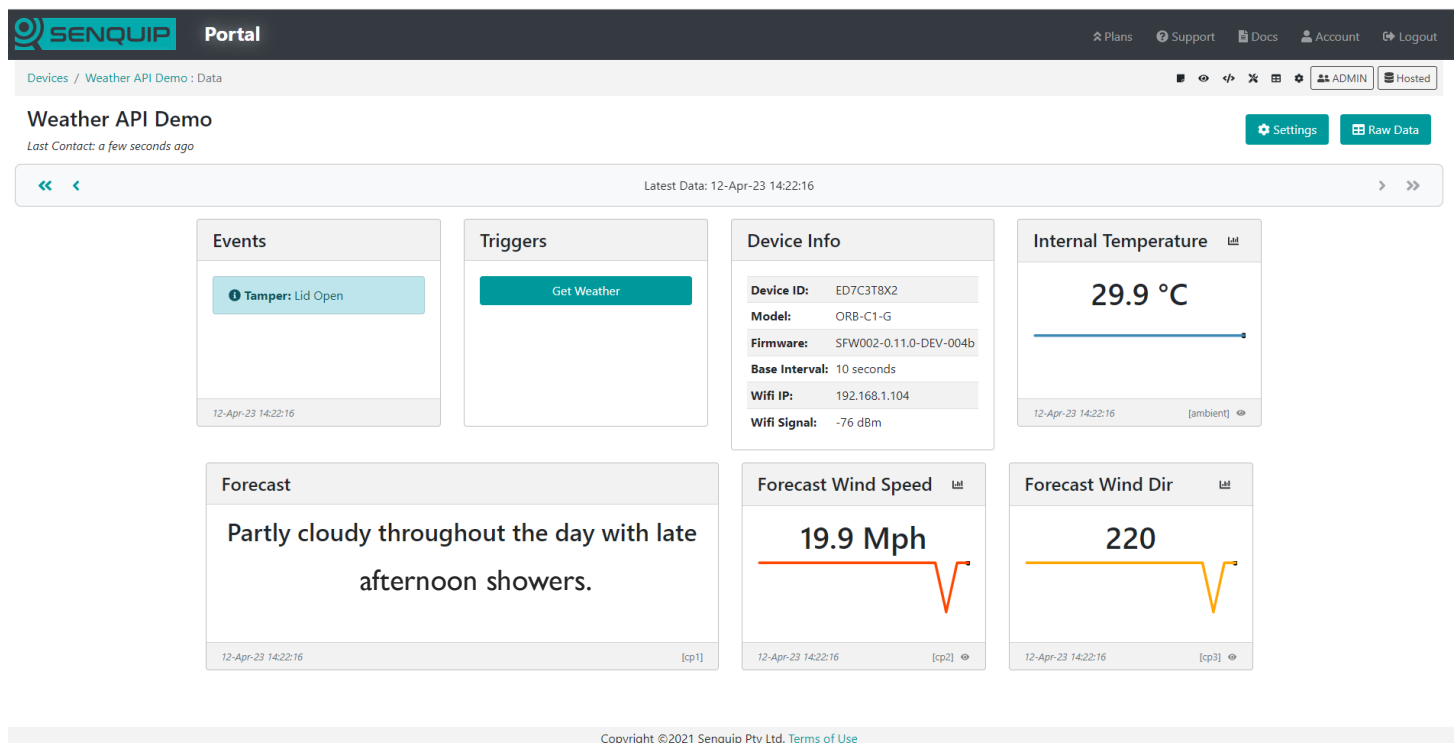 SENQUIP Portal Plans Support Docs Account Logout
Devices / Weather API Demo : Data ADMIN Hosted
Weather API Demo
Last Contact: a few seconds ago
Settings Raw Data
Latest Data: 12-Apr-23 14:22:16
Events
Tamper: Lid Open
12-Apr-23 14:22:16
Triggers
Get Weather
Device Info
Device ID: ED7C3T8X2
Model: ORB-C1-G
Firmware: SFW002-0.11.0-DEV-004b
Base Interval: 10 seconds
Wifi IP: 192.168.1.104
Wifi Signal: -76 dBm
Internal Temperature
29.9 °C
12-Apr-23 14:22:16 [ambient]
Forecast
Partly cloudy throughout the day with late
afternoon showers.
12-Apr-23 14:22:16 [cp1]
Forecast Wind Speed
19.9 Mph
12-Apr-23 14:22:16 [cp2]
Forecast Wind Dir
220
12-Apr-23 14:22:16 [cp3]
Copyright ©2021 Senquip Pty Ltd. Terms of Use